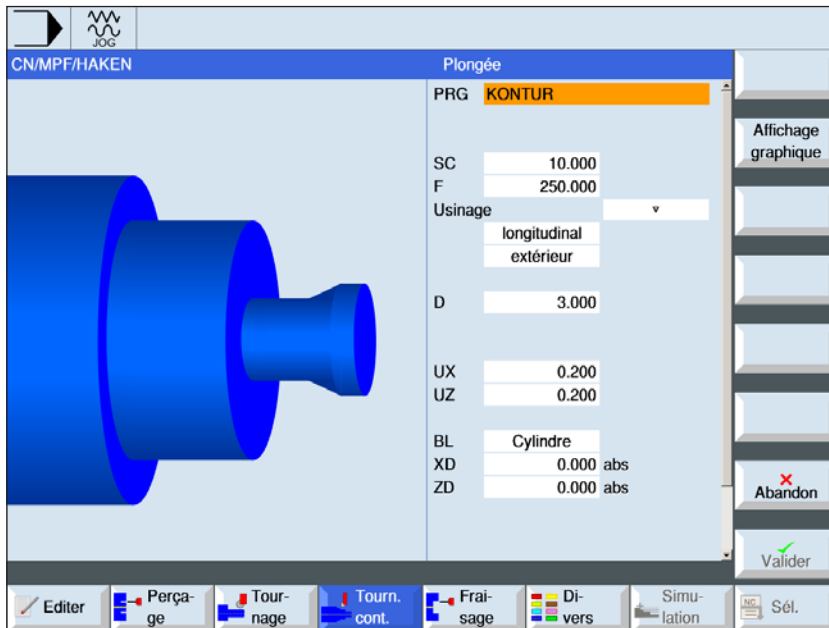 JOG
CN/MPF/HAKEN Plongée
PRG KONTUR
Affichage
graphique
SC 10.000
F 250.000
Usinage ▿
longitudinal
extérieur
D 3.000
UX 0.200
UZ 0.200
BL Cylindre
XD 0.000 abs
ZD 0.000 abs
Abandon
Valider
Editer
Perça-
ge
Tour-
nage
Tourn.
cont.
Frai-
sage
Di-
vers
Simu-
lation
NC
Sél.